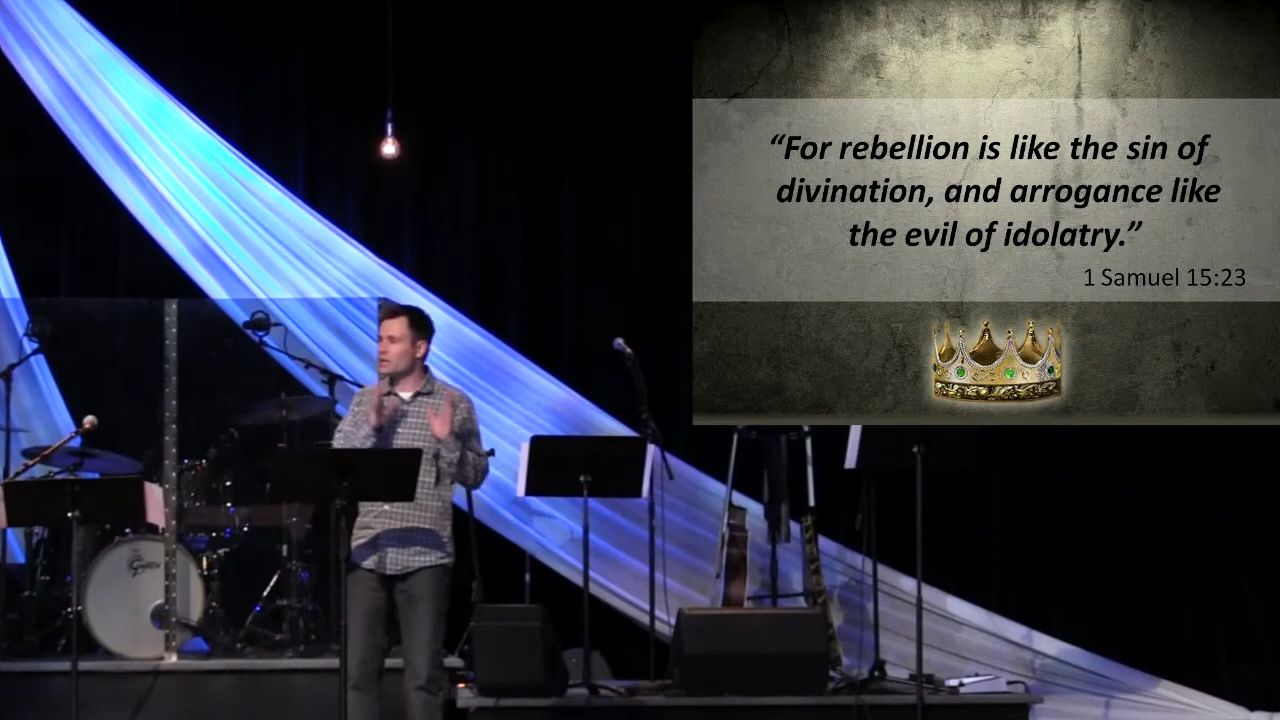 “For rebellion is like the sin of
divination, and arrogance like
the evil of idolatry.”
1 Samuel 15:23
Gretsch